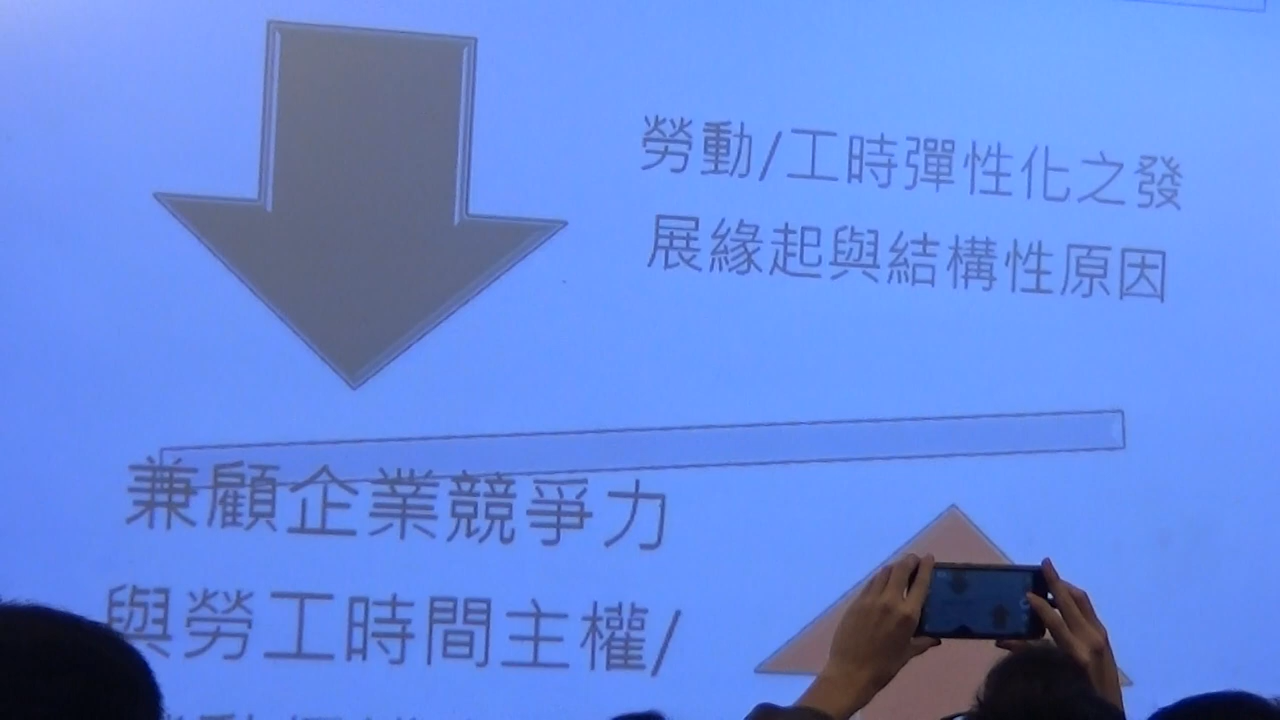 勞動/工時彈性化之發
展緣起與結構性原因
兼顧企業競爭力
與勞工時間主權/